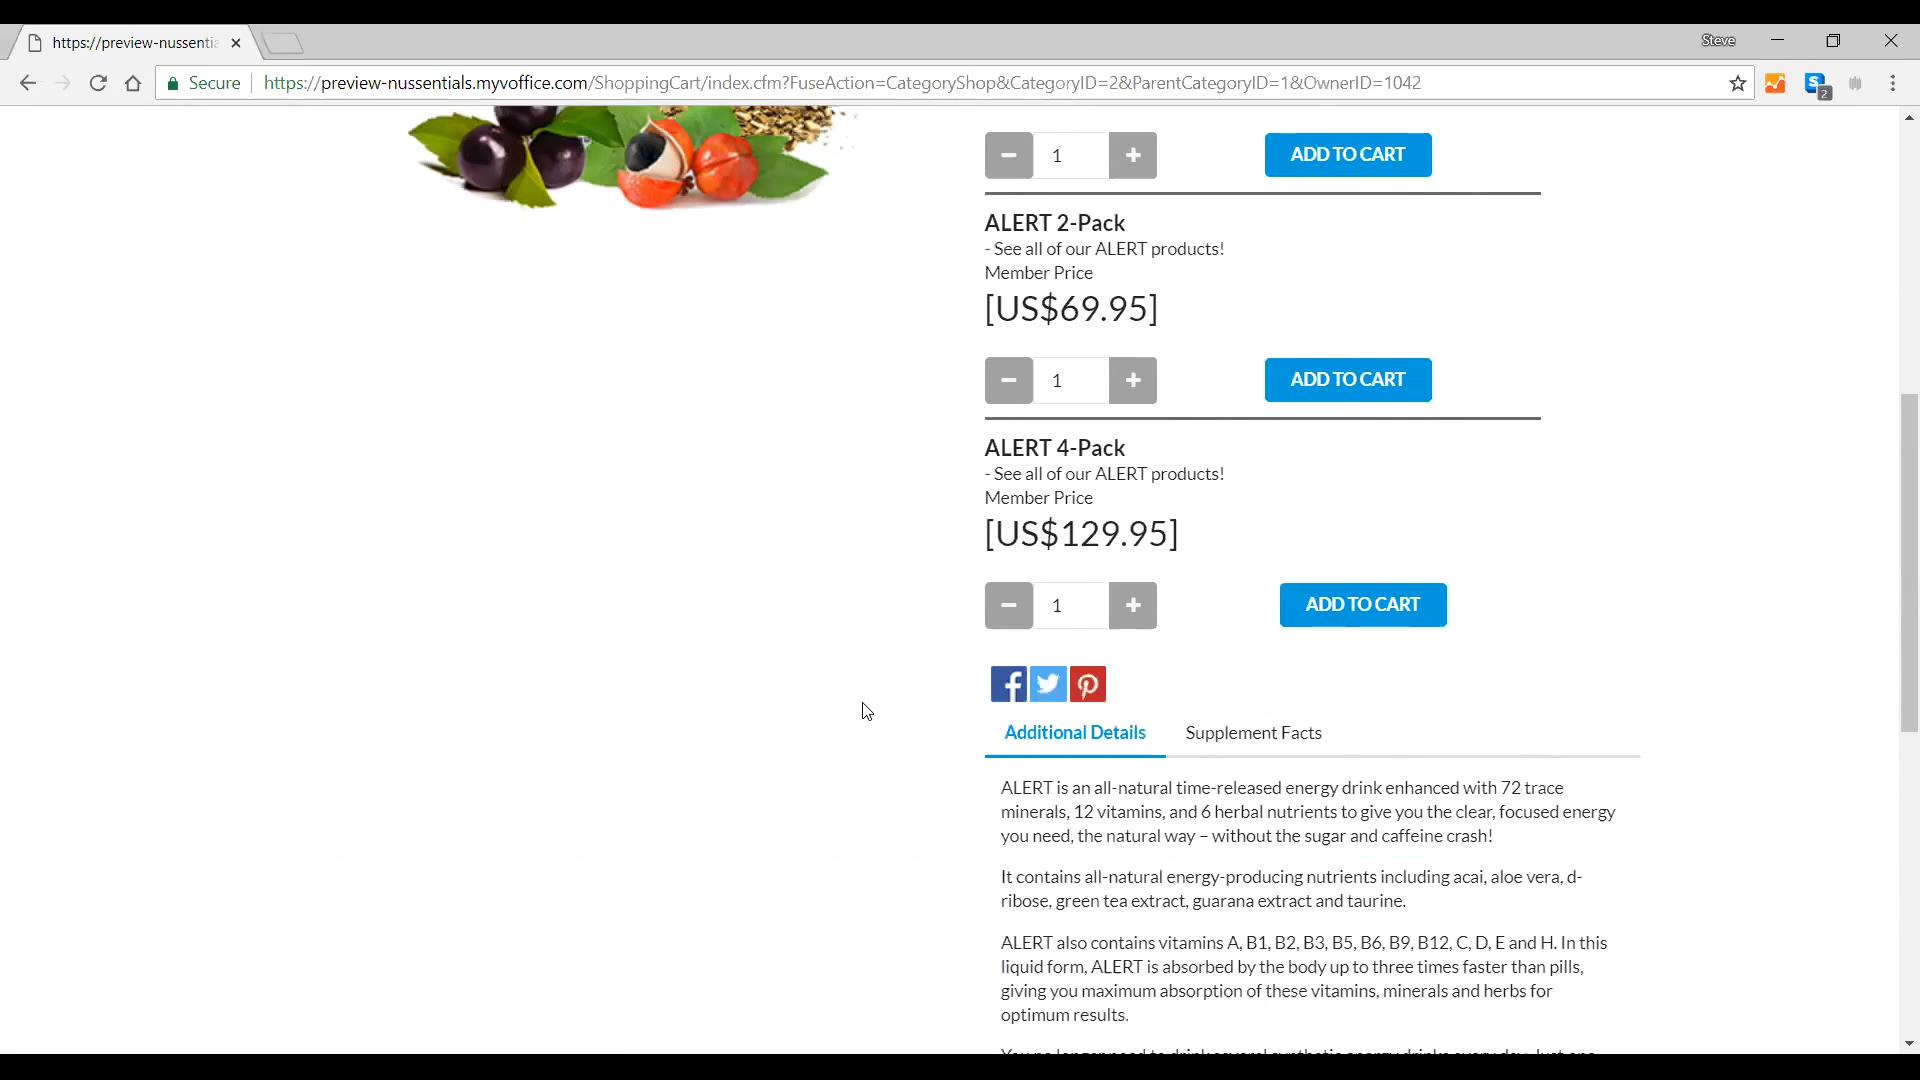 https://preview-nussentia
Steve
Secure
https://preview-nussentials.myvoffice.com/ShoppingCart/index.cfm?FuseAction=CategoryShop&CategoryID=2&ParentCategoryID=1&OwnerID=1042
S
2
1
ADD TO CART
ALERT 2-Pack
- See all of our ALERT products!
Member Price
[US$69.95]
1
ADD TO CART
ALERT 4-Pack
- See all of our ALERT products!
Member Price
[US$129.95]
1
ADD TO CART
Additional Details
Supplement Facts
ALERT is an all-natural time-released energy drink enhanced with 72 trace
minerals, 12 vitamins, and 6 herbal nutrients to give you the clear, focused energy
you need, the natural way – without the sugar and caffeine crash!
It contains all-natural energy-producing nutrients including acai, aloe vera, d-
ribose, green tea extract, guarana extract and taurine.
ALERT also contains vitamins A, B1, B2, B3, B5, B6, B9, B12, C, D, E and H. In this
liquid form, ALERT is absorbed by the body up to three times faster than pills,
giving you maximum absorption of these vitamins, minerals and herbs for
optimum results.